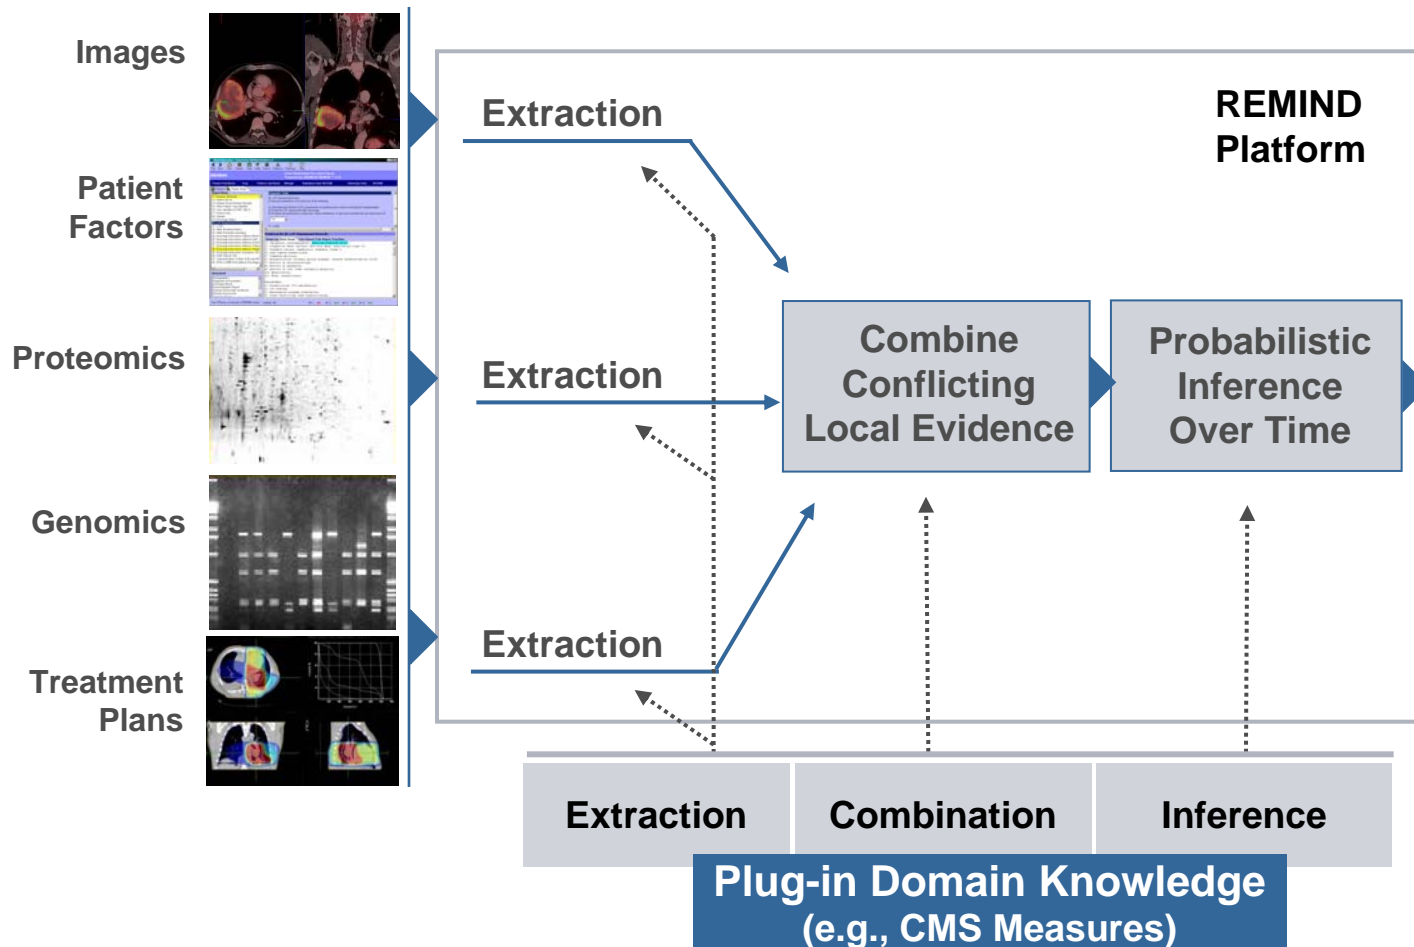 Images
Patient
Factors
Proteomics
Genomics
Treatment
Plans
REMIND
Platform
Extraction
Extraction
Extraction
Combine
Conflicting
Local Evidence
Probabilistic
Inference
Over Time
Extraction
Combination
Inference
Plug-in Domain Knowledge
(e.g., CMS Measures)